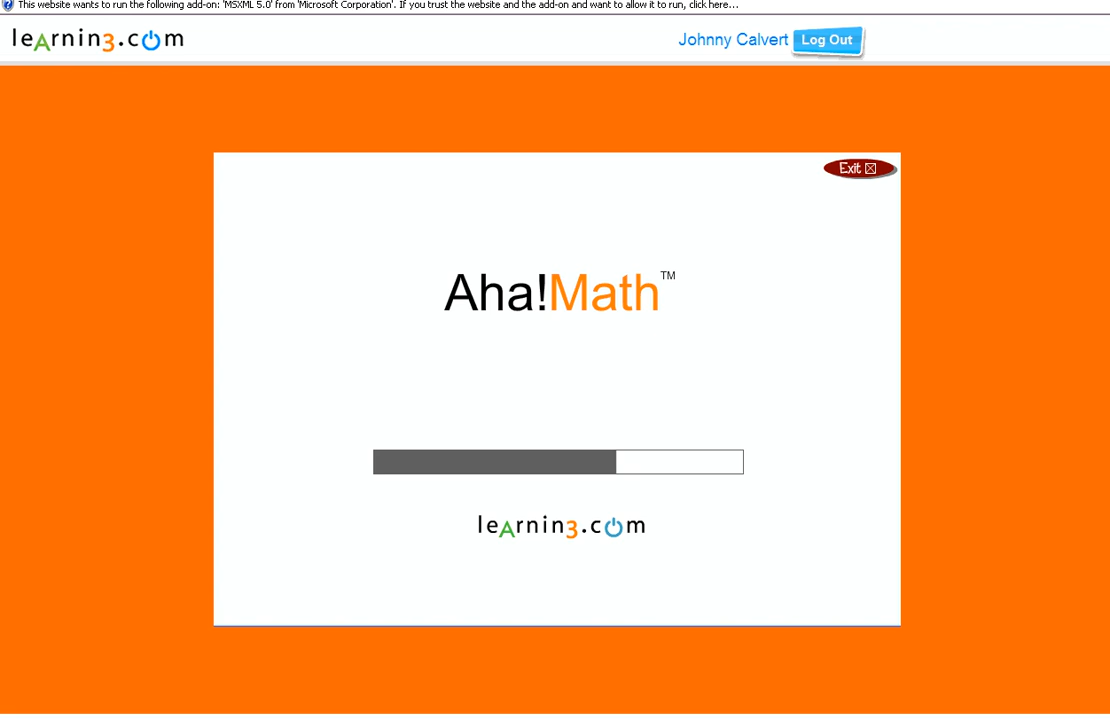 This website wants to run the following add-on: 'MSXML 5.0' from 'Microsoft Corporation'. If you trust the website and the add-on and want to allow it to run, click here...
learnin3.com
Johnny Calvert
Log Out
Exit
Aha!Math™
learnin3.com